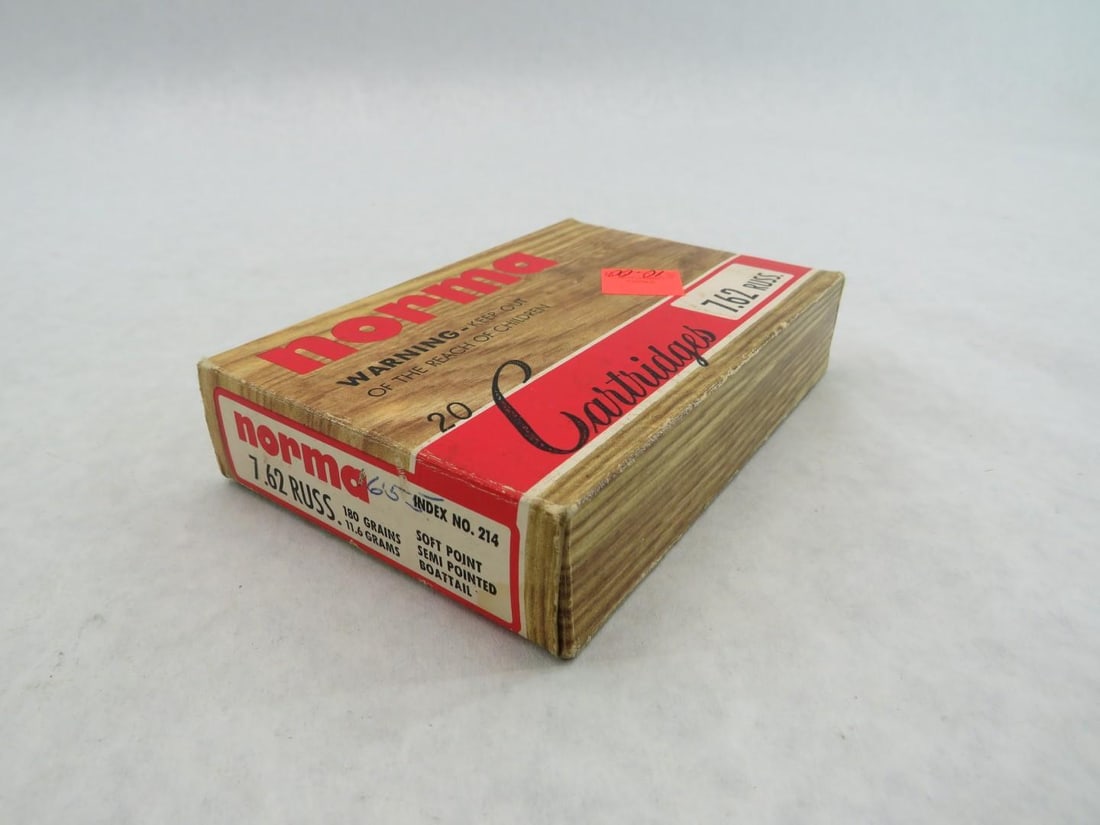 norma
WARNING - KEEP OUT
OF THE REACH OF CHILDREN
20 Cartridges 7.62 RUSS.
10.00
norma
7.62 RUSS.
180 GRAINS
11.6 GRAMS
INDEX NO. 214
SOFT POINT
SEMI POINTED
BOATTAIL